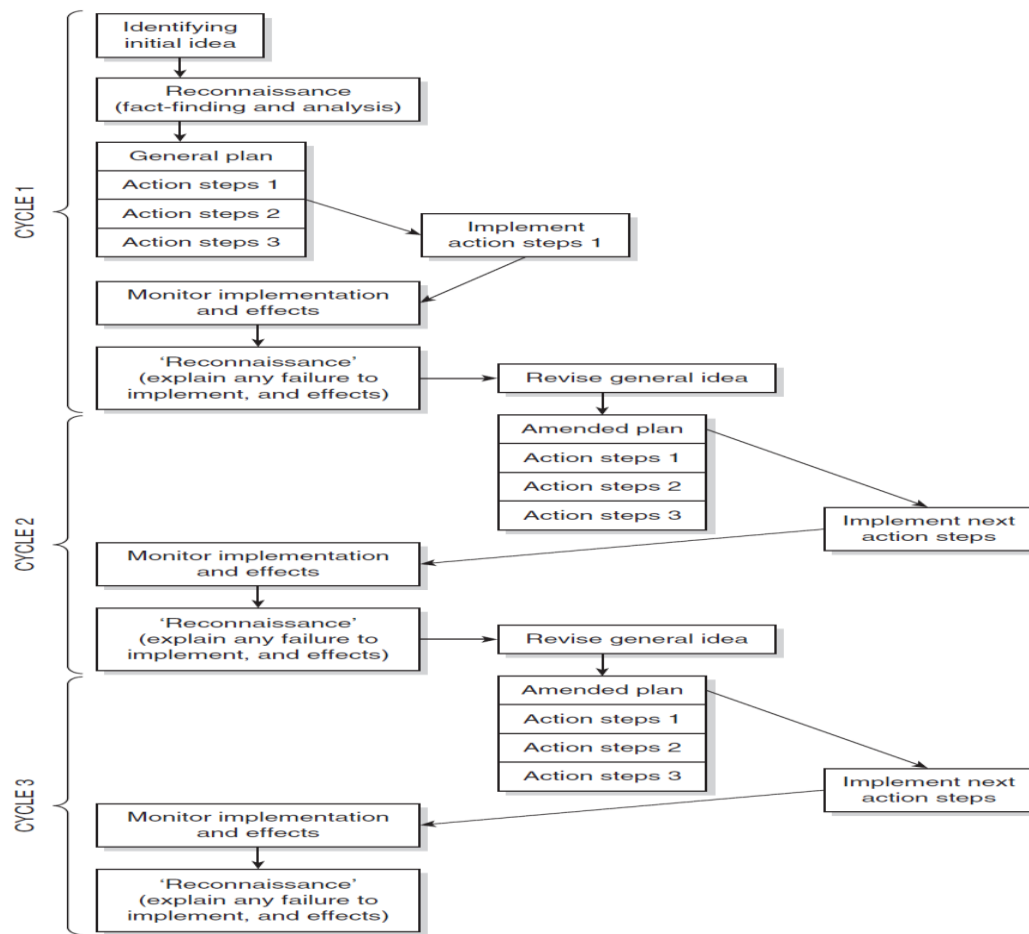 CYCLE 1
Identifying
initial idea
Reconnaissance
(fact-finding and analysis)
General plan
Action steps 1
Action steps 2
Action steps 3
Implement
action steps 1
Monitor implementation
and effects
‘Reconnaissance’
(explain any failure to
implement, and effects)
Revise general idea
CYCLE 2
Amended plan
Action steps 1
Action steps 2
Action steps 3
Implement next
action steps
Monitor implementation
and effects
‘Reconnaissance’
(explain any failure to
implement, and effects)
Revise general idea
CYCLE 3
Amended plan
Action steps 1
Action steps 2
Action steps 3
Implement next
action steps
Monitor implementation
and effects
‘Reconnaissance’
(explain any failure to
implement, and effects)